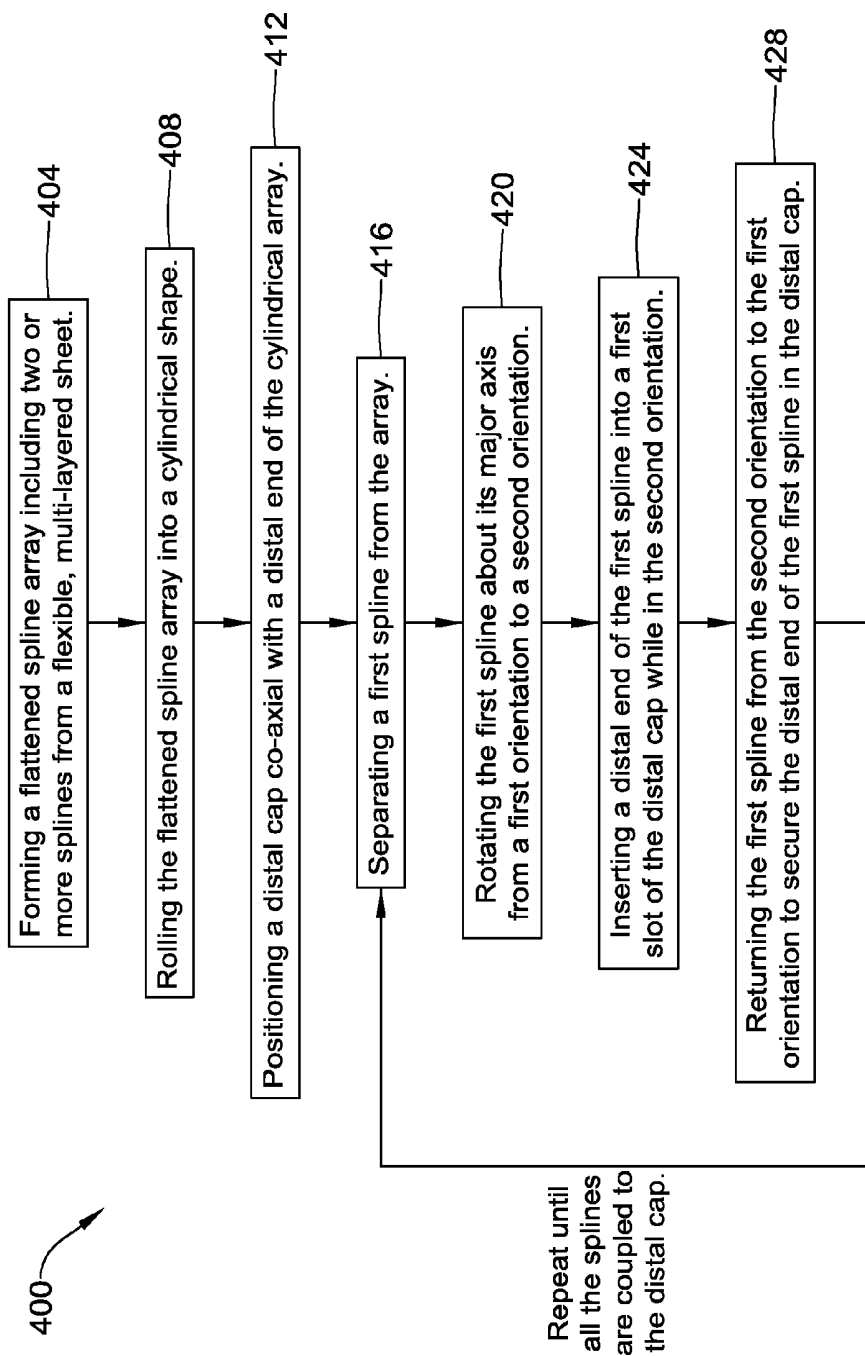 400
Forming a flattened spline array including two or
more splines from a flexible, multi-layered sheet.
404
Rolling the flattened spline array into a cylindrical shape.
408
Positioning a distal cap co-axial with a distal end of the cylindrical array.
412
Separating a first spline from the array.
416
Rotating the first spline about its major axis
from a first orientation to a second orientation.
420
Inserting a distal end of the first spline into a first
slot of the distal cap while in the second orientation.
424
Returning the first spline from the second orientation to the first
orientation to secure the distal end of the first spline in the distal cap.
428
Repeat until
all the splines
are coupled to
the distal cap.